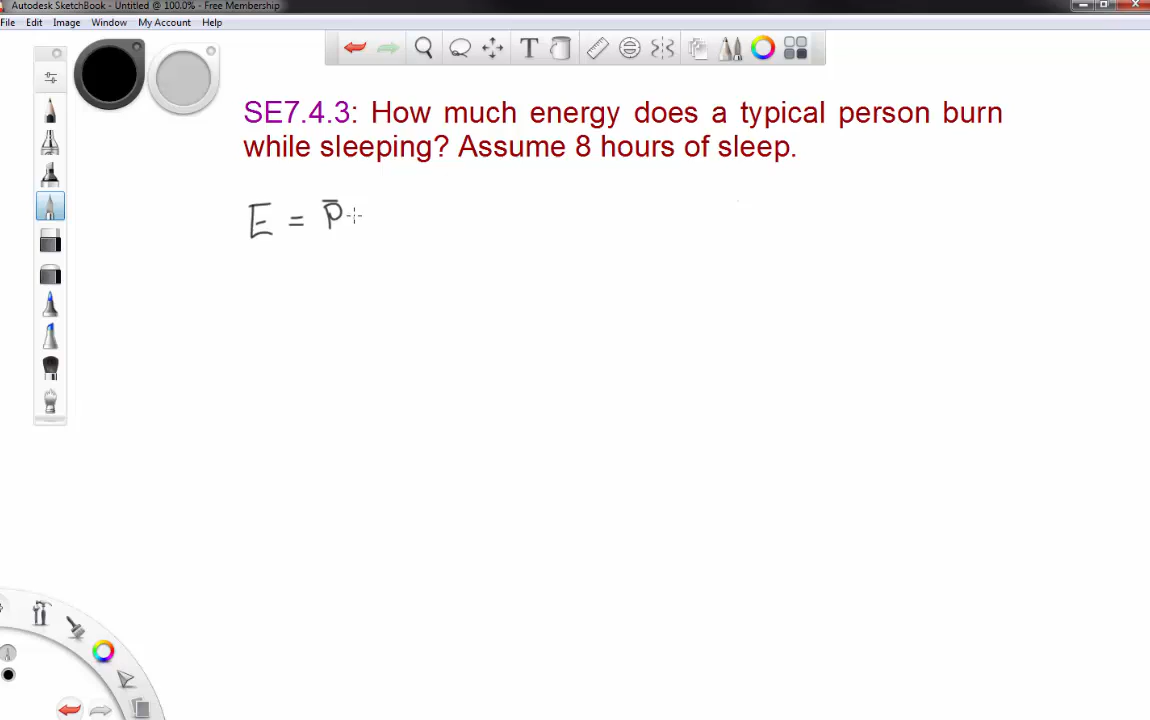 Autodesk SketchBook - Untitled @ 100.0% - Free Membership
File Edit Image Window My Account Help
SE7.4.3: How much energy does a typical person burn
while sleeping? Assume 8 hours of sleep.
E = P̅